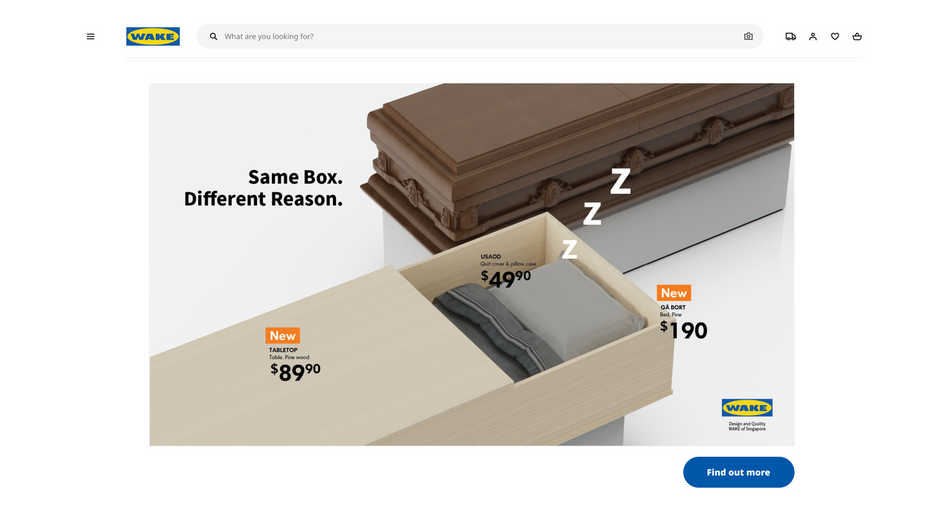 WAKE
What are you looking for?
Same Box.
Different Reason.
Z
Z
Z
USAOD
Quit cover & pillow case
$49.90
New
GÅ BORT
Bed, Pine
$190
New
TABLETOP
Table, Pine wood
$89.90
WAKE
Design and Quality
WAKE of Singapore
Find out more